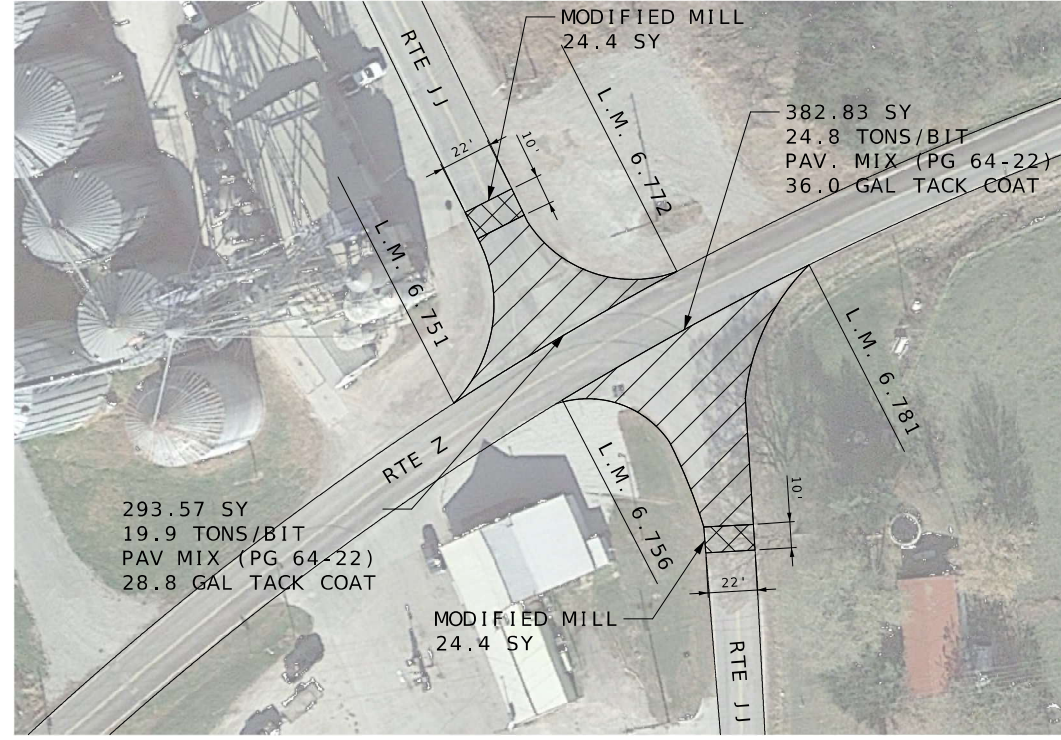 MODIFIED MILL
24.4 SY
RTE JJ
22'
10'
L.M. 6.772
382.83 SY
24.8 TONS/BIT
PAV. MIX (PG 64-22)
36.0 GAL TACK COAT
L.M. 6.751
L.M. 6.781
RTE Z
L.M. 6.756
293.57 SY
19.9 TONS/BIT
PAV MIX (PG 64-22)
28.8 GAL TACK COAT
10'
22'
MODIFIED MILL
24.4 SY
RTE JJ